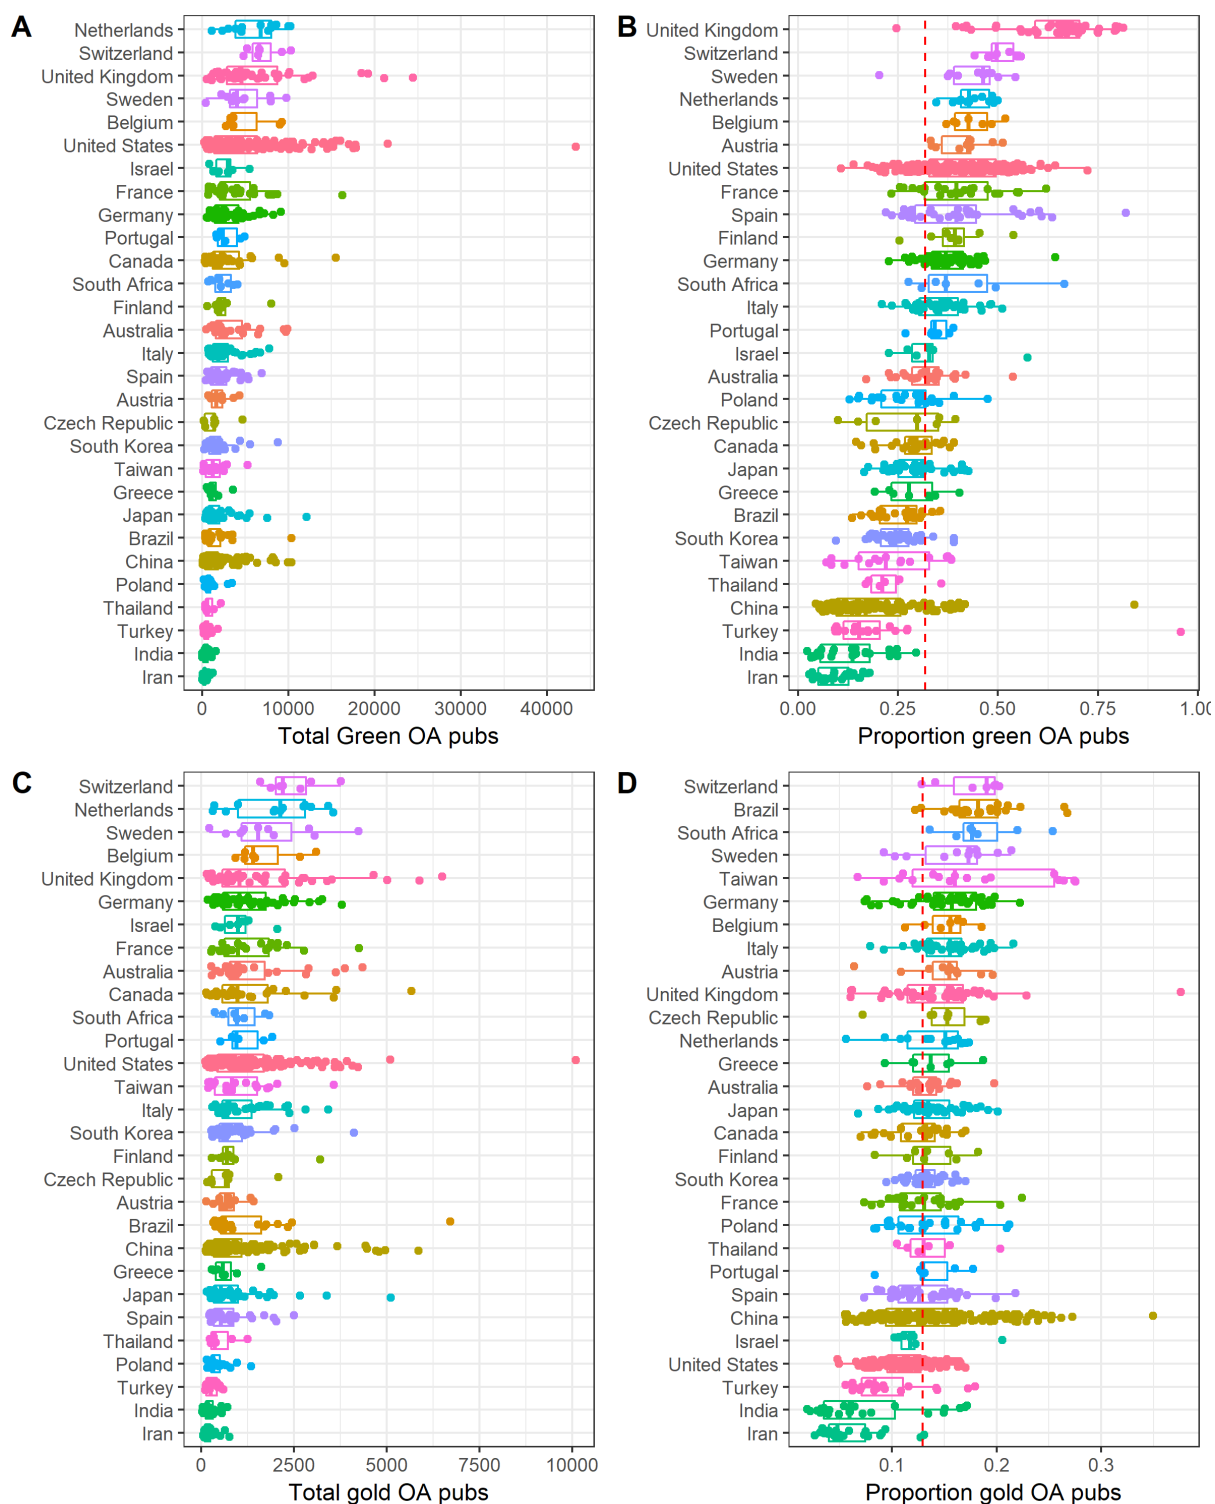 A
Netherlands
Switzerland
United Kingdom
Sweden
Belgium
United States
Israel
France
Germany
Portugal
Canada
South Africa
Finland
Australia
Italy
Spain
Austria
Czech Republic
South Korea
Taiwan
Greece
Japan
Brazil
China
Poland
Thailand
Turkey
India
Iran
0 10000 20000 30000 40000
Total Green OA pubs
B
United Kingdom
Switzerland
Sweden
Netherlands
Belgium
Austria
United States
France
Spain
Finland
Germany
South Africa
Italy
Portugal
Israel
Australia
Poland
Czech Republic
Canada
Japan
Greece
Brazil
South Korea
Taiwan
Thailand
China
Turkey
India
Iran
0.00 0.25 0.50 0.75 1.00
Proportion green OA pubs
C
Switzerland
Netherlands
Sweden
Belgium
United Kingdom
Germany
Israel
France
Australia
Canada
South Africa
Portugal
United States
Taiwan
Italy
South Korea
Finland
Czech Republic
Austria
Brazil
China
Greece
Japan
Spain
Thailand
Poland
Turkey
India
Iran
0 2500 5000 7500 10000
Total gold OA pubs
D
Switzerland
Brazil
South Africa
Sweden
Taiwan
Germany
Belgium
Italy
Austria
United Kingdom
Czech Republic
Netherlands
Greece
Australia
Japan
Canada
Finland
South Korea
France
Poland
Thailand
Portugal
Spain
China
Israel
United States
Turkey
India
Iran
0.1 0.2 0.3
Proportion gold OA pubs